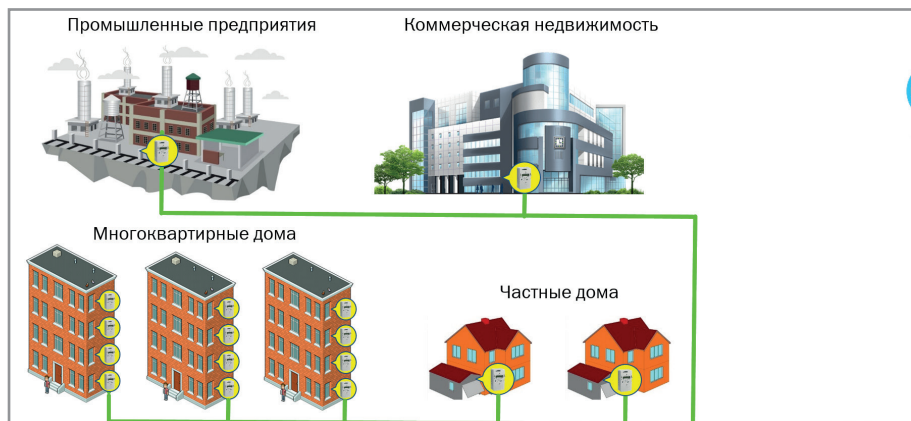 Промышленные предприятия
Коммерческая недвижимость
Многоквартирные дома
Частные дома